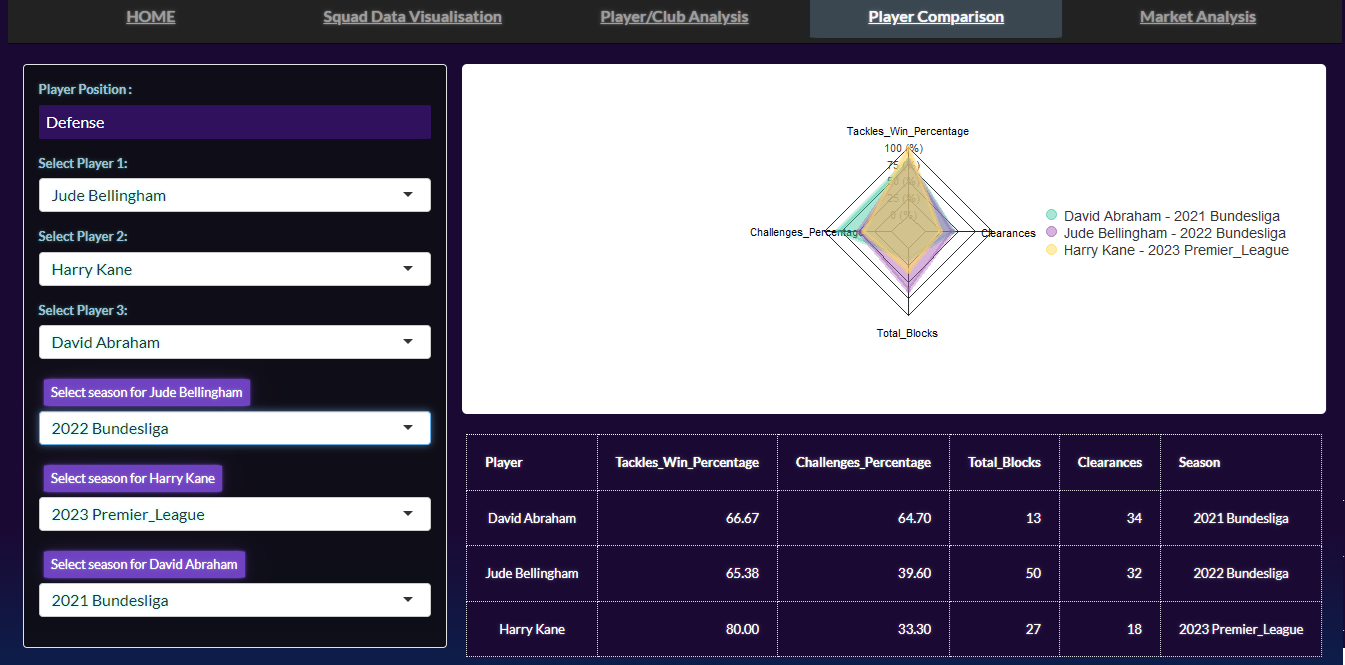 HOME Squad Data Visualisation Player/Club Analysis Player Comparison Market Analysis
Player Position :
Defense
Select Player 1:
Jude Bellingham
Select Player 2:
Harry Kane
Select Player 3:
David Abraham
Select season for Jude Bellingham
2022 Bundesliga
Select season for Harry Kane
2023 Premier_League
Select season for David Abraham
2021 Bundesliga
Tackles_Win_Percentage
100 (%)
75 (%)
50 (%)
25 (%)
0 (%)
Challenges_Percentage
Clearances
Total_Blocks
David Abraham - 2021 Bundesliga
Jude Bellingham - 2022 Bundesliga
Harry Kane - 2023 Premier_League
Player Tackles_Win_Percentage Challenges_Percentage Total_Blocks Clearances Season
David Abraham 66.67 64.70 13 34 2021 Bundesliga
Jude Bellingham 65.38 39.60 50 32 2022 Bundesliga
Harry Kane 80.00 33.30 27 18 2023 Premier_League